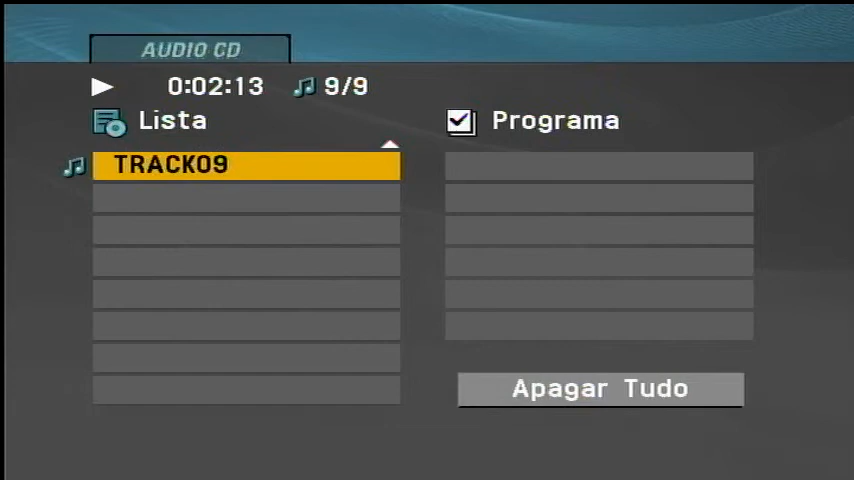 AUDIO CD
0:02:13 9/9
Lista
Programa
TRACK09
Apagar Tudo